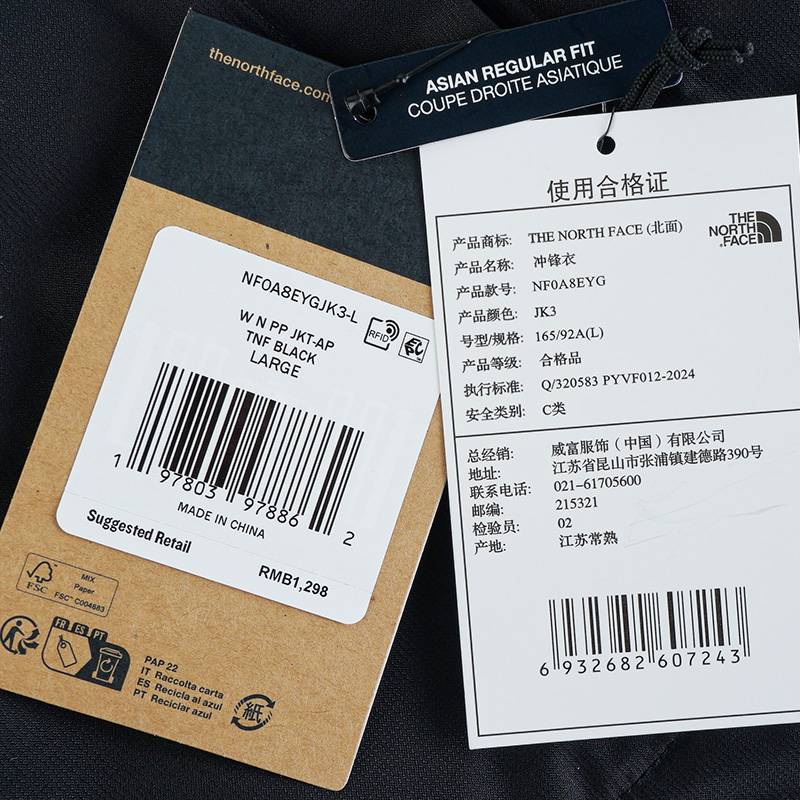 thenorthface.com
ASIAN REGULAR FIT
COUPE DROITE ASIATIQUE
NF0A8EYGJK3-L
W N PP JKT-AP
TNF BLACK
LARGE
RFID
EPC
1 97803 97886 2
MADE IN CHINA
Suggested Retail
RMB1,298
FSC
MIX
Paper
FSC™ C004883
FR ES PT
PAP 22
IT Raccolta carta
ES Recicla al azul
PT Reciclar azul
紙
使用合格证
THE
NORTH
FACE
产品商标: THE NORTH FACE (北面)
产品名称: 冲锋衣
产品款号: NF0A8EYG
产品颜色: JK3
号型/规格: 165/92A(L)
产品等级: 合格品
执行标准: Q/320583 PYVF012-2024
安全类别: C类
总经销: 威富服饰（中国）有限公司
地址: 江苏省昆山市张浦镇建德路390号
联系电话: 021-61705600
邮编: 215321
检验员: 02
产地: 江苏常熟
6 932682 607243